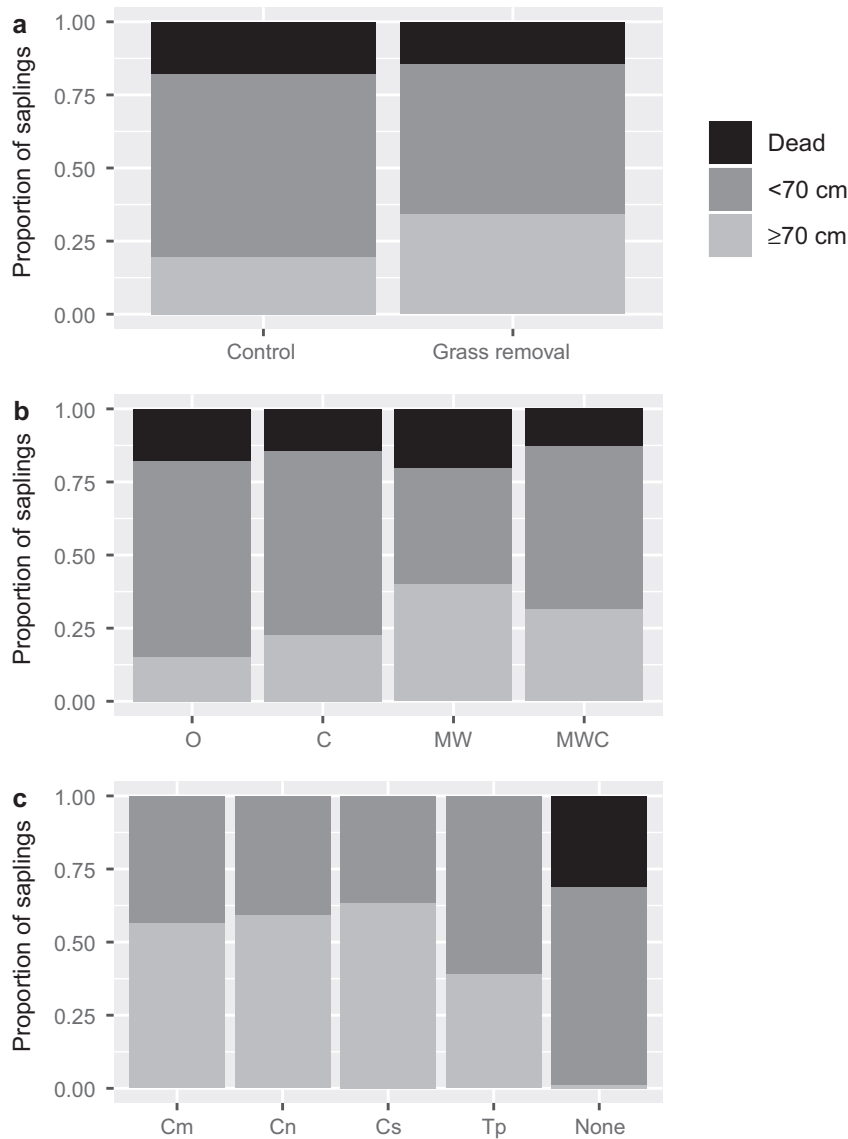 a
Proportion of saplings
1.00
0.75
0.50
0.25
0.00
Control
Grass removal
Dead
<70 cm
≥70 cm
b
Proportion of saplings
1.00
0.75
0.50
0.25
0.00
O
C
MW
MWC
c
Proportion of saplings
1.00
0.75
0.50
0.25
0.00
Cm
Cn
Cs
Tp
None